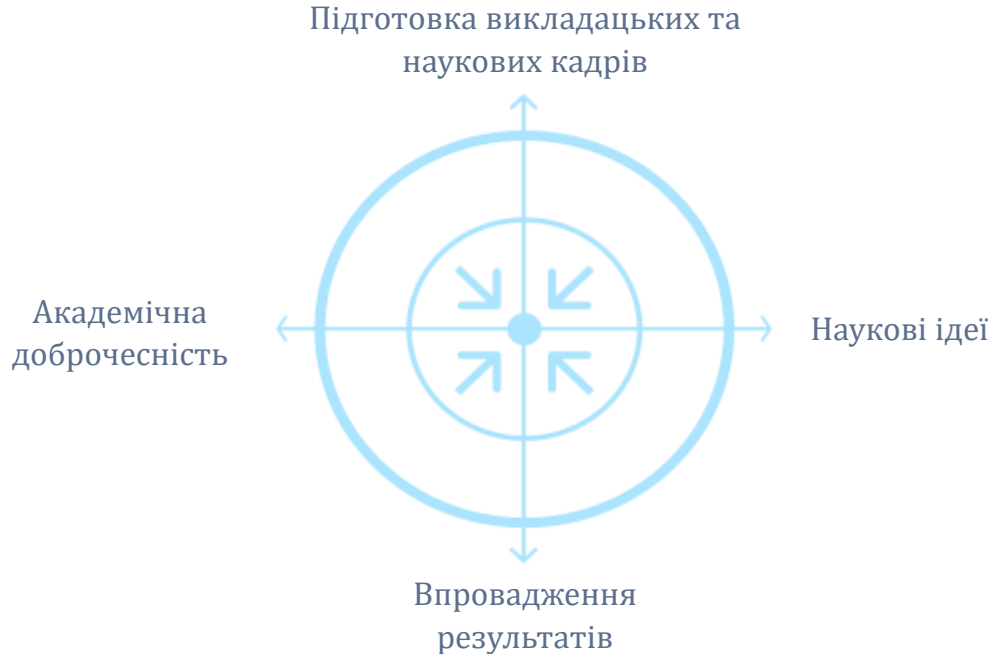 Підготовка викладацьких та
наукових кадрів
Академічна
доброчесність
Наукові ідеї
Впровадження
результатів